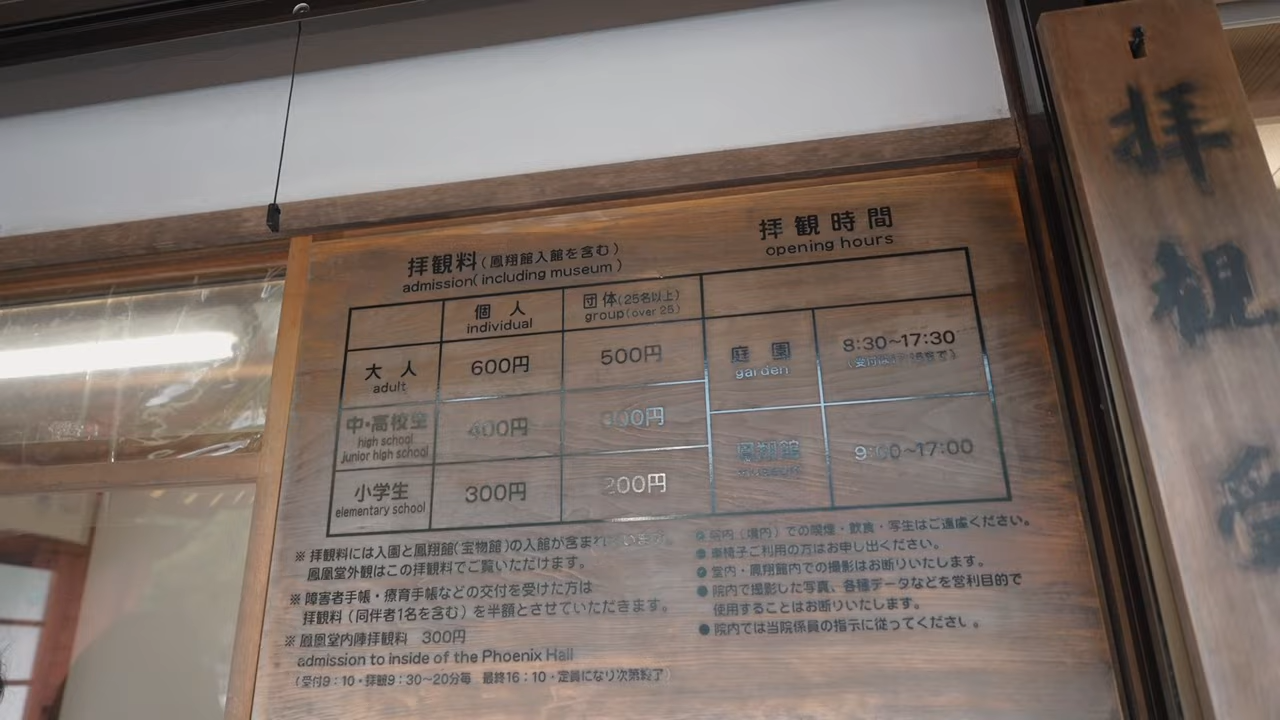 拝観料(鳳翔館入館を含む)
admission( including museum )
個 人
individual
団体(25名以上)
group(over 25)
大 人
adult
600円
500円
中・高校生
high school
junior high school
400円
300円
小学生
elementary school
300円
200円
拝観時間
opening hours
庭 園
garden
8:30~17:30
鳳翔館
9:00~17:00
※ 拝観料には入園と鳳翔館(宝物館)の入館が含まれています。
鳳凰堂外観はこの拝観料でご覧いただけます。
※ 障害者手帳・療育手帳などの交付を受けた方は
拝観料(同伴者1名を含む)を半額とさせていただきます。
※ 鳳凰堂内陣拝観料 300円
admission to inside of the Phoenix Hall
(受付9:10・拝観9:30~20分毎 最終16:10・定員になり次第終了)
● 院内(境内)での喫煙・飲食・写生はご遠慮ください。
● 車椅子ご利用の方はお申し出ください。
● 堂内・鳳翔館内での撮影はお断りいたします。
● 院内で撮影した写真、各種データなどを営利目的で
使用することはお断りいたします。
● 院内では当院係員の指示に従ってください。
拝観受